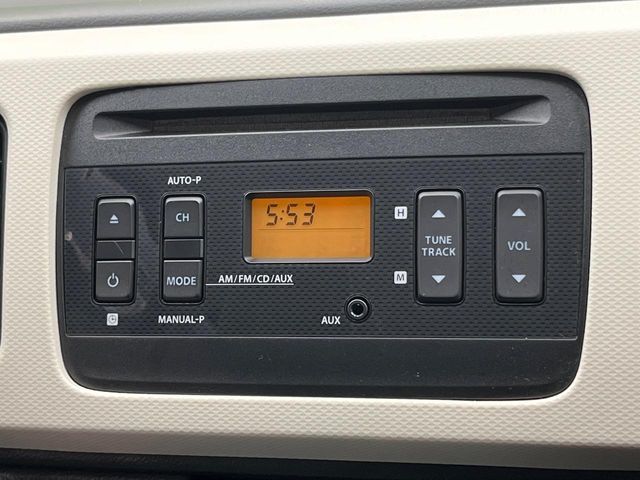 AUTO-P
CH
5:53
H
TUNE
TRACK
VOL
MODE
AM/FM/CD/AUX
M
MANUAL-P
AUX